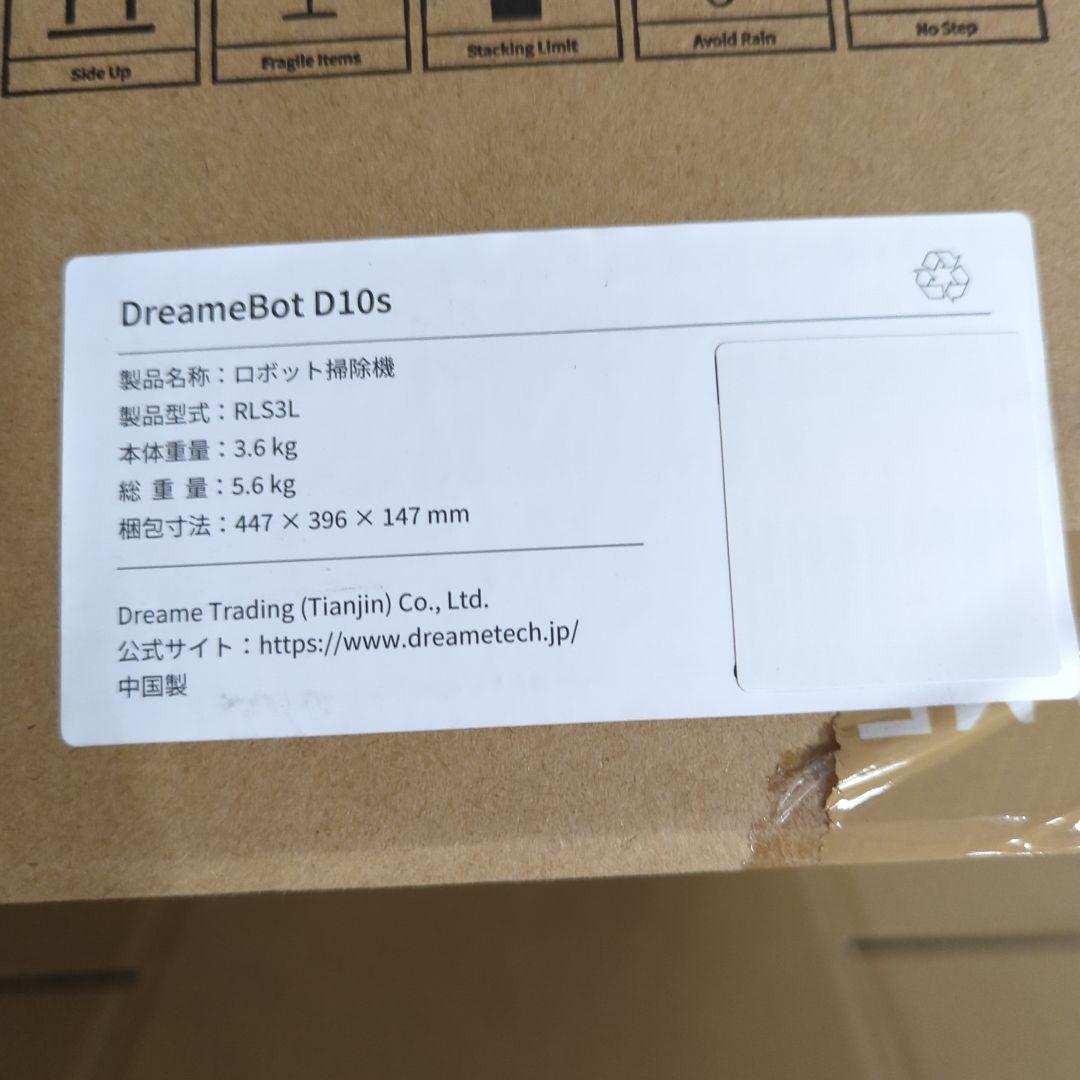 Side Up
Fragile Items
Stacking Limit
Avoid Rain
No Step
DreameBot D10s
製品名称：ロボット掃除機
製品型式：RLS3L
本体重量：3.6 kg
総 重 量：5.6 kg
梱包寸法：447 × 396 × 147 mm
Dreame Trading (Tianjin) Co., Ltd.
公式サイト：https://www.dreametech.jp/
中国製